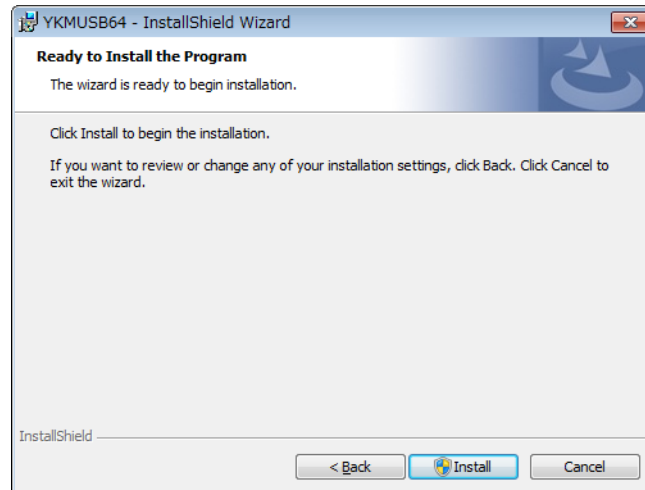 YKMUSB64 - InstallShield Wizard
Ready to Install the Program
The wizard is ready to begin installation.
Click Install to begin the installation.
If you want to review or change any of your installation settings, click Back. Click Cancel to
exit the wizard.
InstallShield
< Back
Install
Cancel